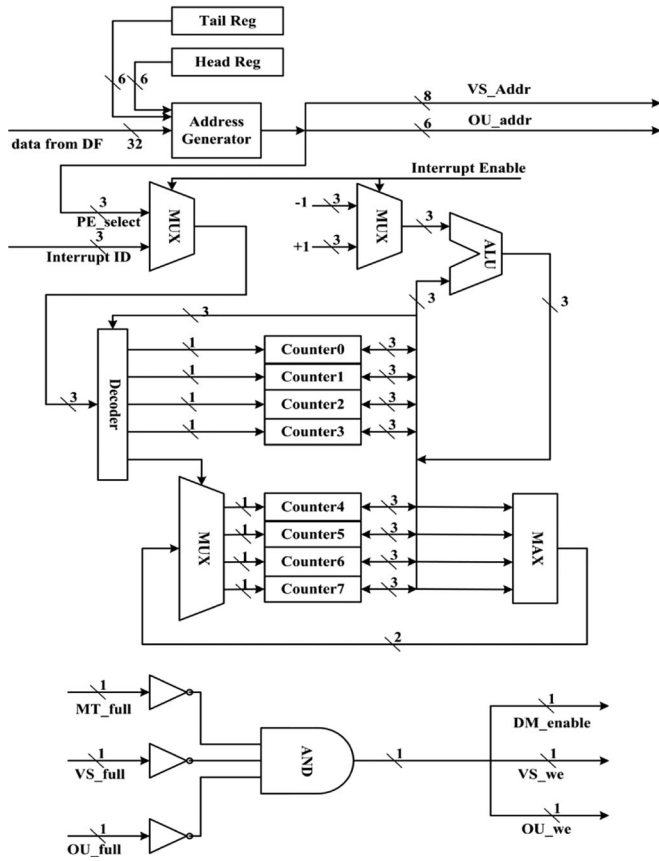 Tail Reg
6 6
Head Reg
8
VS_Addr
Address
Generator
6
OU_addr
data from DF
32
Interrupt Enable
3
PE_select
MUX
-1
3
MUX
3
ALU
3
Interrupt ID
+1
3
3
3
3
Decoder
1
Counter0
3
1
Counter1
3
3
1
Counter2
3
1
Counter3
3
MUX
1
Counter4
3
MAX
1
Counter5
3
1
Counter6
3
1
Counter7
3
2
1
MT_full
1
DM_enable
1
VS_full
AND
1
1
VS_we
1
OU_full
1
OU_we